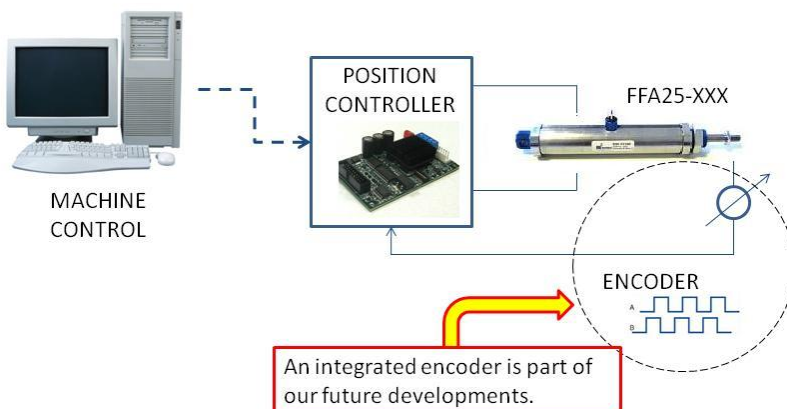 POSITION
CONTROLLER
FFA25-XXX
MACHINE
CONTROL
ENCODER
A
B
An integrated encoder is part of
our future developments.